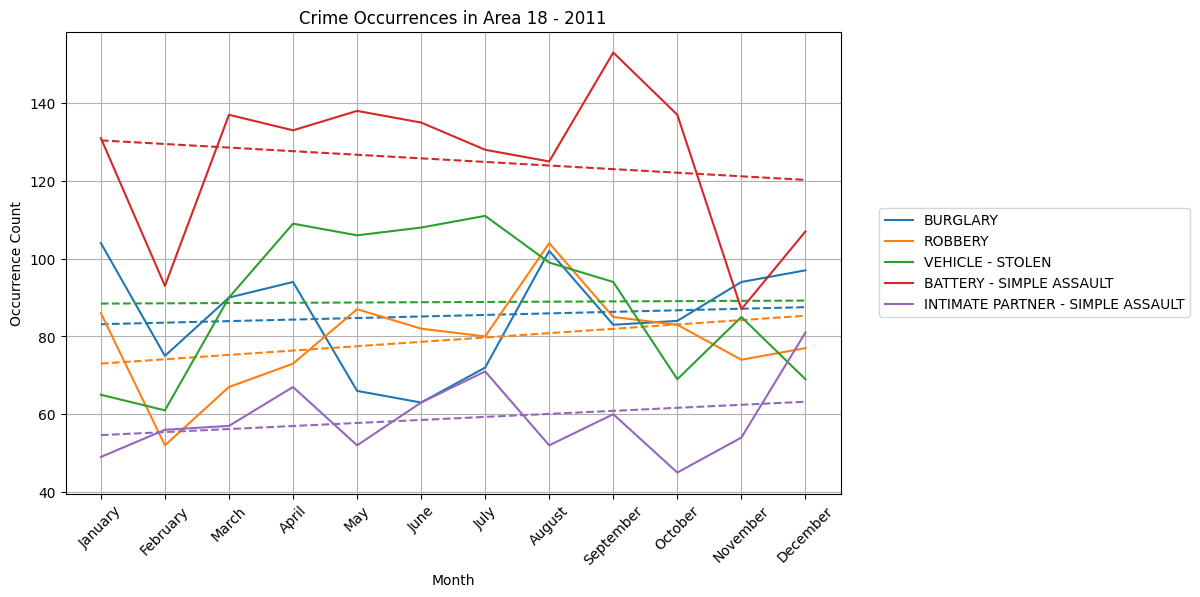 Crime Occurrences in Area 18 - 2011
Occurrence Count
140
120
100
80
60
40
January
February
March
April
May
June
July
August
September
October
November
December
Month
BURGLARY
ROBBERY
VEHICLE - STOLEN
BATTERY - SIMPLE ASSAULT
INTIMATE PARTNER - SIMPLE ASSAULT